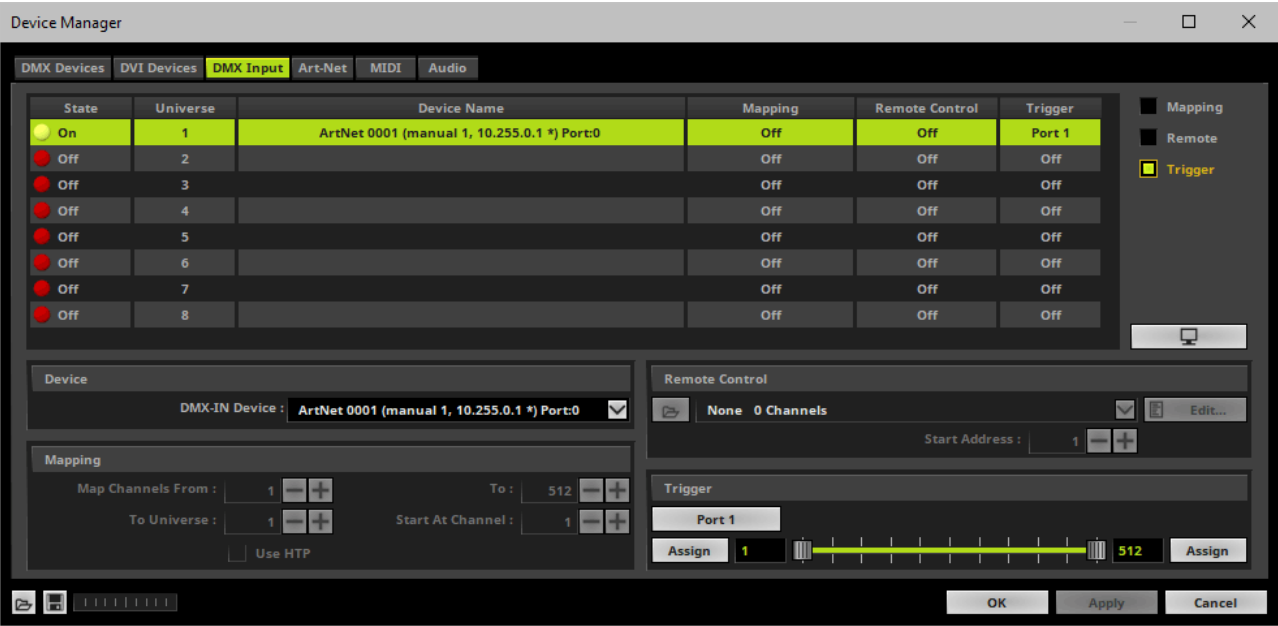 Device Manager
DMX Devices DVI Devices DMX Input Art-Net MIDI Audio
State Universe Device Name Mapping Remote Control Trigger
On 1 ArtNet 0001 (manual 1, 10.255.0.1 *) Port:0 Off Off Port 1
Off 2 Off Off Off
Off 3 Off Off Off
Off 4 Off Off Off
Off 5 Off Off Off
Off 6 Off Off Off
Off 7 Off Off Off
Off 8 Off Off Off
Mapping
Remote
Trigger
Device
DMX-IN Device : ArtNet 0001 (manual 1, 10.255.0.1 *) Port:0
Mapping
Map Channels From : 1 To : 512
To Universe : 1 Start At Channel : 1
Use HTP
Remote Control
None 0 Channels Edit...
Start Address : 1
Trigger
Port 1
Assign 1 512 Assign
OK Apply Cancel